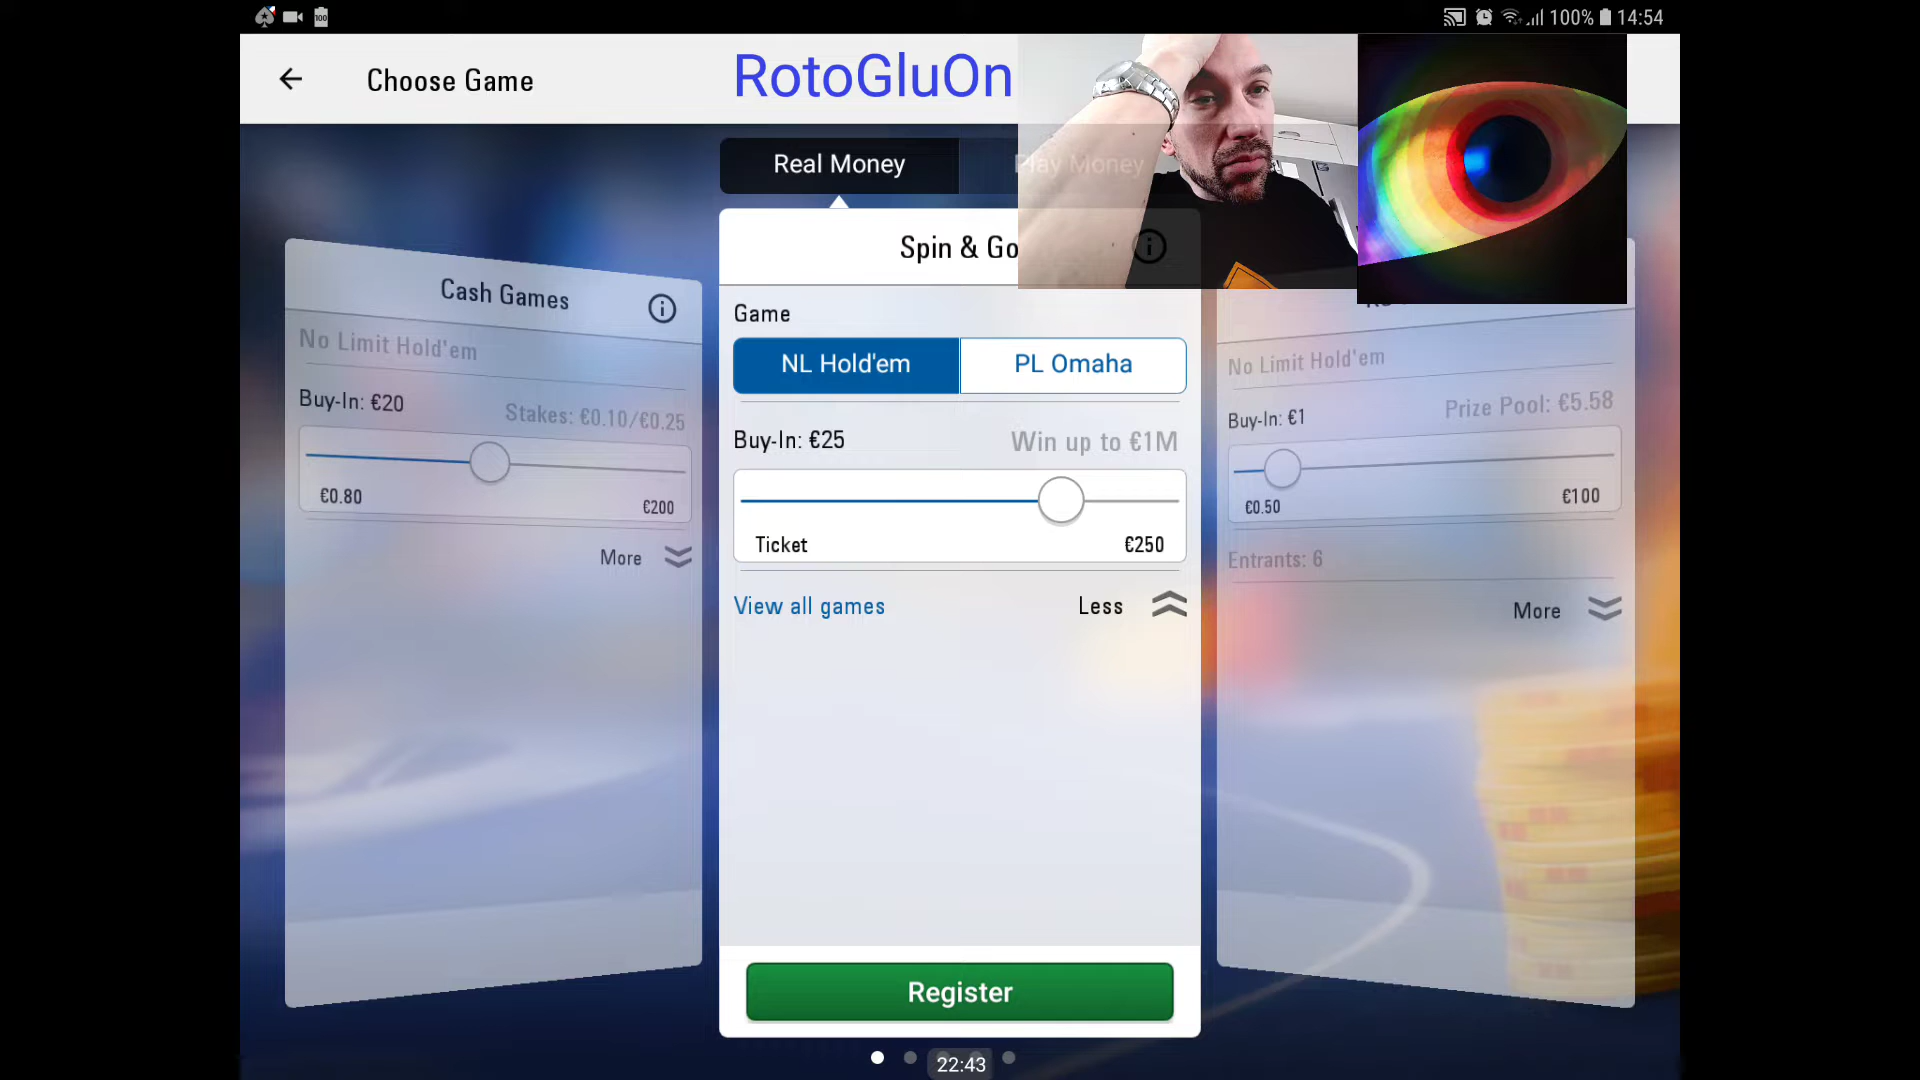 100
100%
14:54
Choose Game
RotoGluOn
Real Money
Play Money
Cash Games
No Limit Hold'em
Buy-In: €20
Stakes: €0.10/€0.25
€0.80
€200
More
Spin & Go
Game
NL Hold'em
PL Omaha
Buy-In: €25
Win up to €1M
Ticket
€250
View all games
Less
Register
No Limit Hold'em
Buy-In: €1
Prize Pool: €5.58
€0.50
€100
Entrants: 6
More
22:43